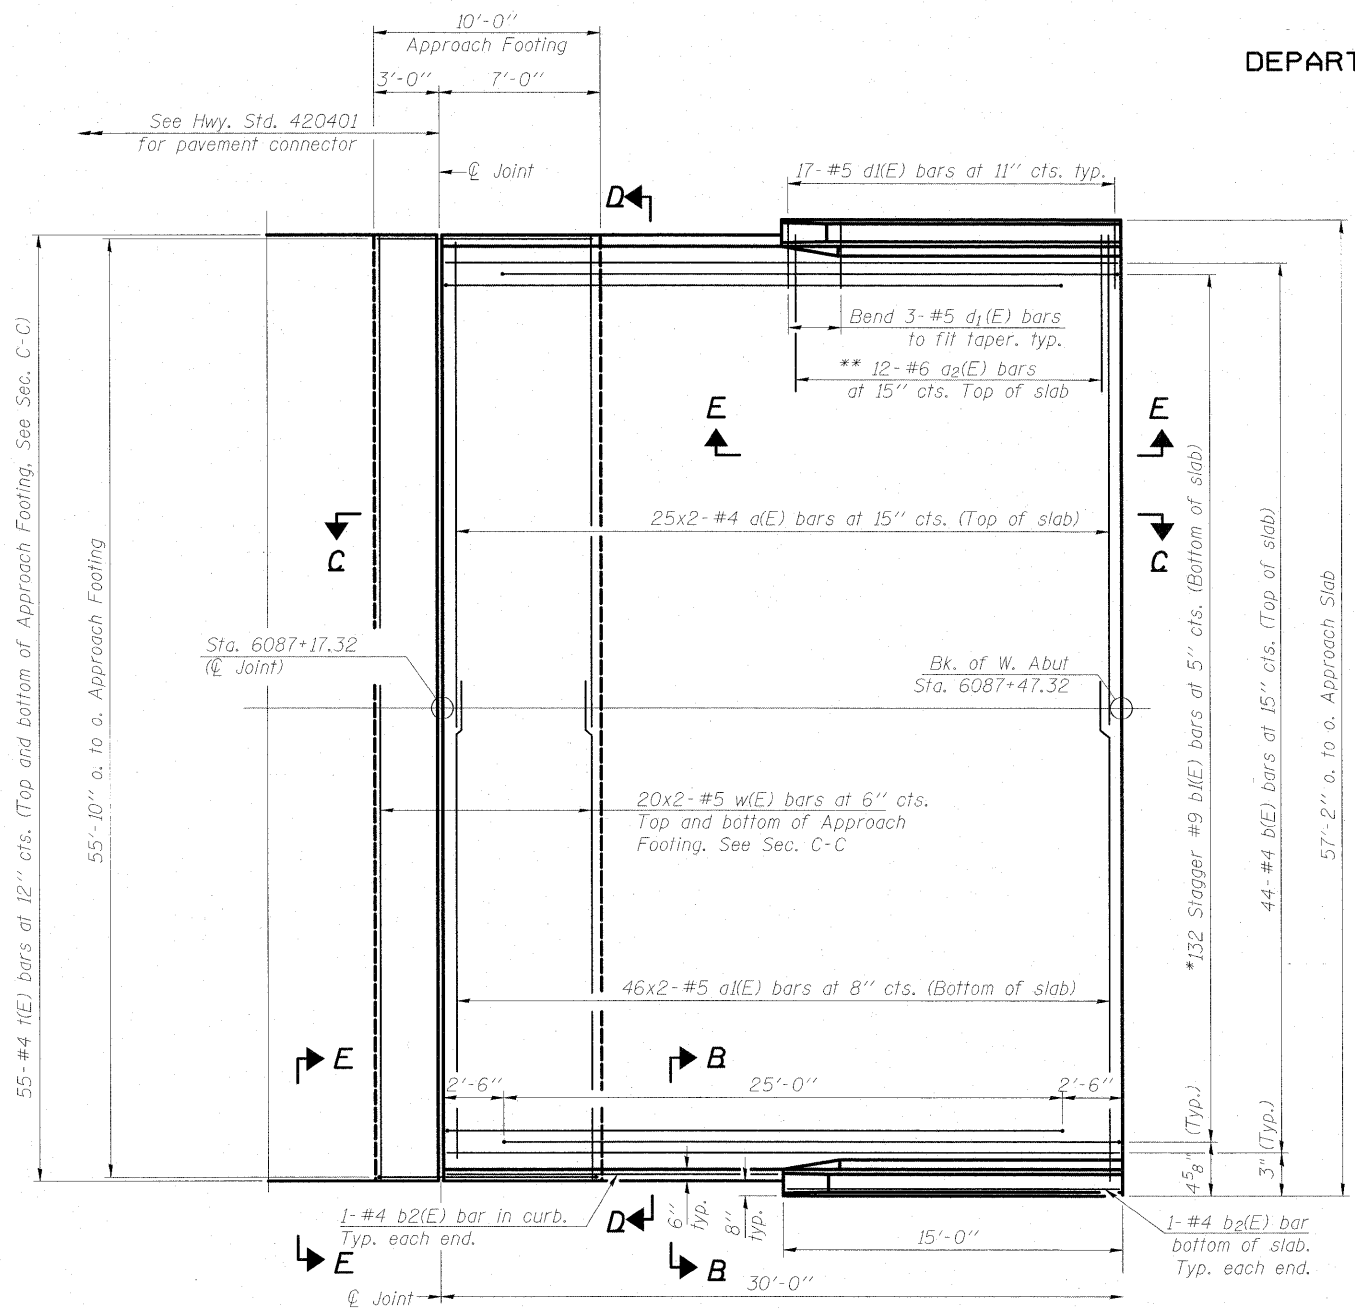 10'-0"
Approach Footing
DEPART
3'-0"
7'-0"
See Hwy. Std. 420401
for pavement connector
℄ Joint
D
17-#5 d1(E) bars at 11" cts. typ.
Bend 3-#5 d1(E) bars
to fit taper. typ.
** 12-#6 a2(E) bars
at 15" cts. Top of slab
E
E
25x2-#4 a(E) bars at 15" cts. (Top of slab)
C
C
Sta. 6087+17.32
(℄ Joint)
Bk. of W. Abut
Sta. 6087+47.32
20x2-#5 w(E) bars at 6" cts.
Top and bottom of Approach
Footing. See Sec. C-C
46x2-#5 a1(E) bars at 8" cts. (Bottom of slab)
55-#4 t(E) bars at 12" cts. (Top and bottom of Approach Footing, See Sec. C-C)
55'-10" o. to o. Approach Footing
*132 Stagger #9 b1(E) bars at 5" cts. (Bottom of slab)
44-#4 b(E) bars at 15" cts. (Top of slab)
57'-2" o. to o. Approach Slab
E
B
2'-6"
25'-0"
2'-6"
4 5/8" (Typ.)
3" (Typ.)
1-#4 b2(E) bar in curb.
Typ. each end.
D
6"
typ.
8"
typ.
15'-0"
1-#4 b2(E) bar
bottom of slab.
Typ. each end.
E
B
30'-0"
℄ Joint